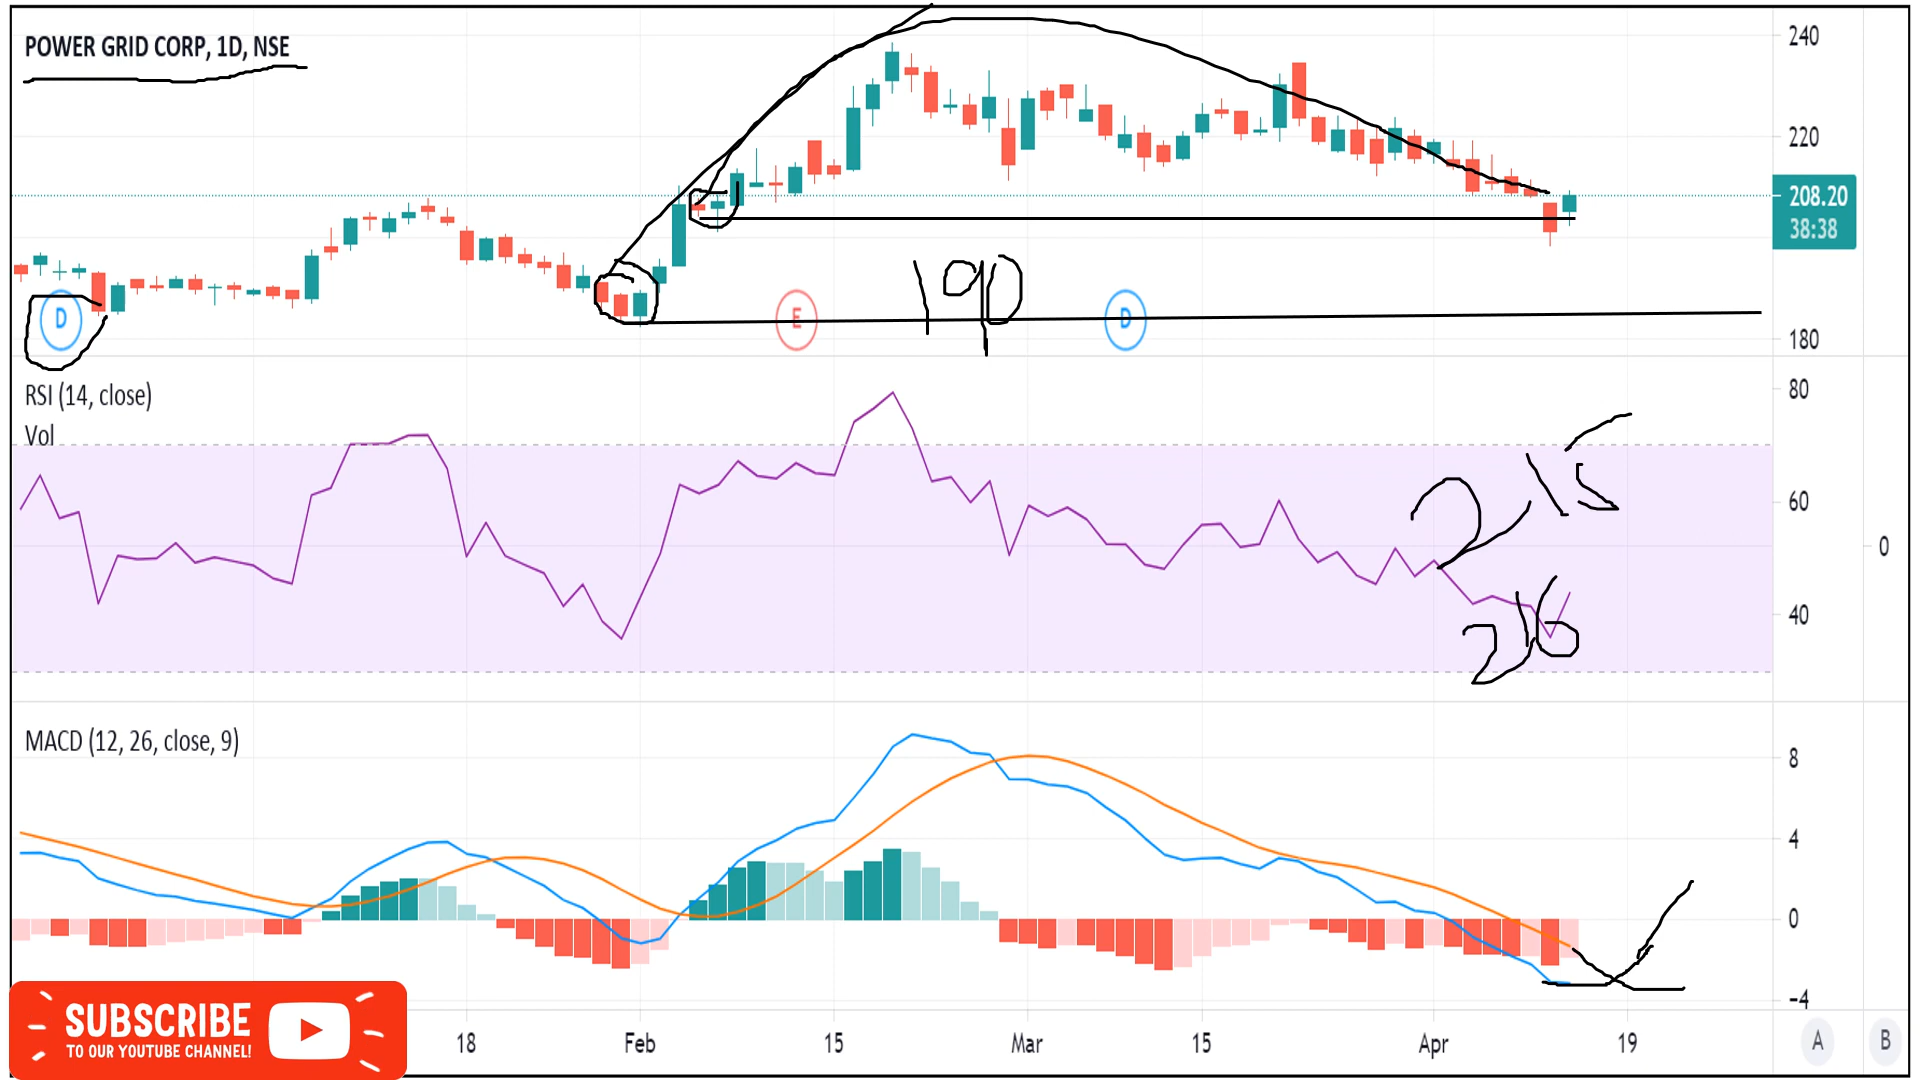 POWER GRID CORP, 1D, NSE
240
220
208.20
38:38
180
D
E
D
190
RSI (14, close)
Vol
80
60
40
0
215
216
MACD (12, 26, close, 9)
8
4
0
-4
SUBSCRIBE
TO OUR YOUTUBE CHANNEL!
18
Feb
15
Mar
15
Apr
19
A
B